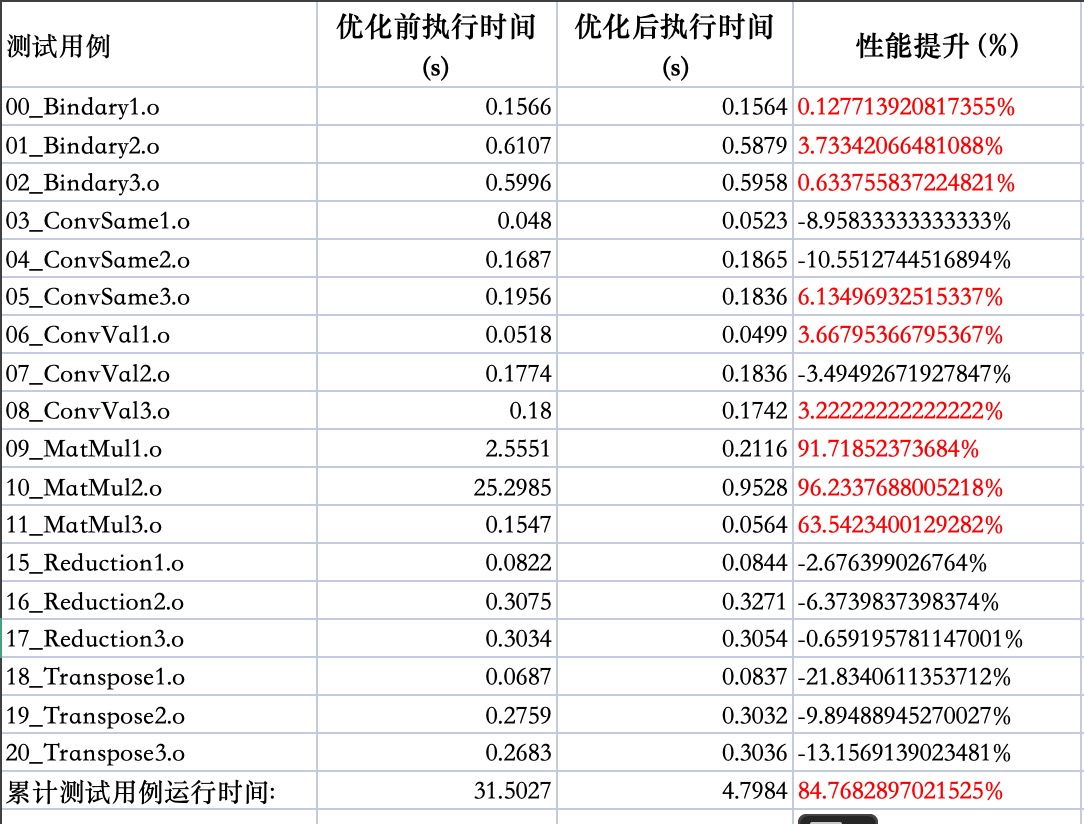 测试用例 优化前执行时间 (s) 优化后执行时间 (s) 性能提升 (%)
00_Bindary1.o 0.1566 0.1564 0.127713920817355%
01_Bindary2.o 0.6107 0.5879 3.73342066481088%
02_Bindary3.o 0.5996 0.5958 0.633755837224821%
03_ConvSame1.o 0.048 0.0523 -8.95833333333333%
04_ConvSame2.o 0.1687 0.1865 -10.5512744516894%
05_ConvSame3.o 0.1956 0.1836 6.13496932515337%
06_ConvVal1.o 0.0518 0.0499 3.66795366795367%
07_ConvVal2.o 0.1774 0.1836 -3.49492671927847%
08_ConvVal3.o 0.18 0.1742 3.22222222222222%
09_MatMul1.o 2.5551 0.2116 91.71852373684%
10_MatMul2.o 25.2985 0.9528 96.2337688005218%
11_MatMul3.o 0.1547 0.0564 63.5423400129282%
15_Reduction1.o 0.0822 0.0844 -2.676399026764%
16_Reduction2.o 0.3075 0.3271 -6.3739837398374%
17_Reduction3.o 0.3034 0.3054 -0.659195781147001%
18_Transpose1.o 0.0687 0.0837 -21.8340611353712%
19_Transpose2.o 0.2759 0.3032 -9.89488945270027%
20_Transpose3.o 0.2683 0.3036 -13.1569139023481%
累计测试用例运行时间: 31.5027 4.7984 84.7682897021525%